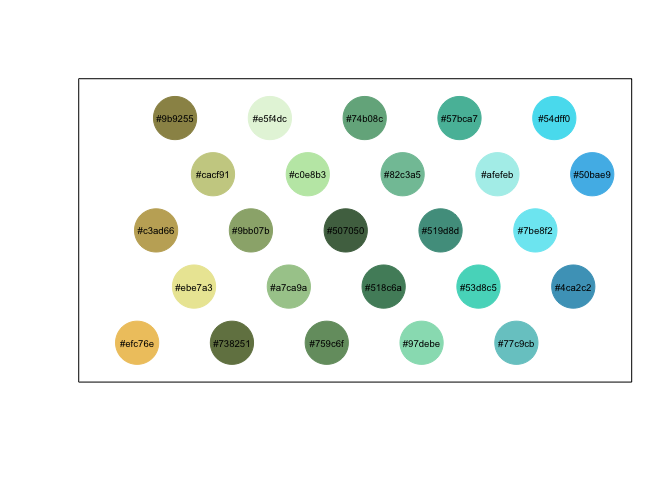 #9b9255 #e5f4dc #74b08c #57bca7 #54dff0
#cacf91 #c0e8b3 #82c3a5 #afefeb #50bae9
#c3ad66 #9bb07b #507050 #519d8d #7be8f2
#ebe7a3 #a7ca9a #518c6a #53d8c5 #4ca2c2
#efc76e #738251 #759c6f #97debe #77c9cb